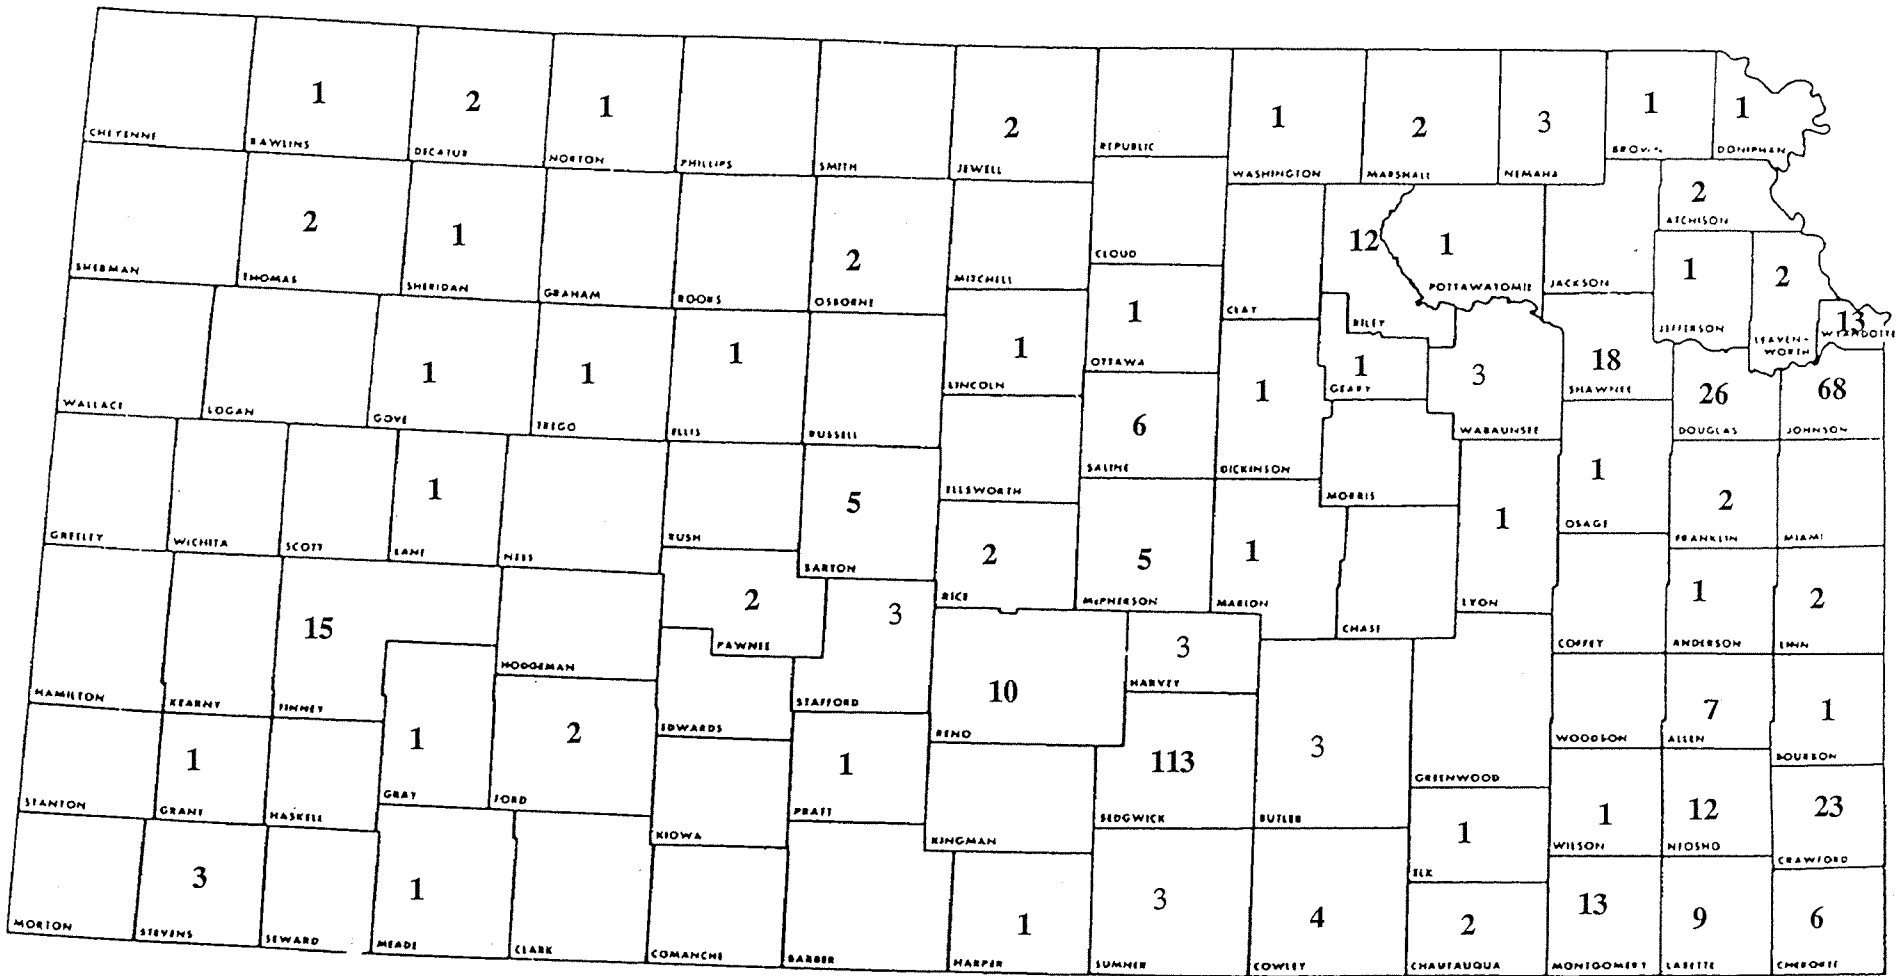 1
2
1
2
1
2
3
1
1
CHEYENNE
RAWLINS
DECATUR
NORTON
PHILLIPS
SMITH
JEWELL
REPUBLIC
WASHINGTON
MARSHALL
NEMAHA
BROWN
DONIPHAN
2
1
2
12
1
2
ATCHISON
SHERMAN
THOMAS
SHERIDAN
GRAHAM
ROOKS
OSBORNE
MITCHELL
CLOUD
CLAY
RILEY
POTTAWATOMIE
JACKSON
1
JEFFERSON
2
LEAVEN-
WORTH
13
WYANDOTTE
1
1
1
1
1
OTTAWA
1
1
GEARY
3
18
SHAWNEE
26
68
WALLACE
LOGAN
GOVE
TREGO
ELLIS
RUSSELL
LINCOLN
6
SALINE
DICKINSON
WABAUNSEE
DOUGLAS
JOHNSON
1
5
ELLSWORTH
MORRIS
1
1
OSAGE
2
GREELEY
WICHITA
SCOTT
LANE
NESS
RUSH
BARTON
FRANKLIN
MIAMI
15
2
PAWNEE
3
2
RICE
5
McPHERSON
1
MARION
CHASE
LYON
COFFEY
1
ANDERSON
2
LINN
HAMILTON
KEARNY
FINNEY
HODGEMAN
EDWARDS
STAFFORD
10
RENO
3
HARVEY
1
1
2
1
113
3
GREENWOOD
WOODSON
7
ALLEN
1
BOURBON
STANTON
GRANT
HASKELL
GRAY
FORD
KIOWA
PRATT
KINGMAN
SEDGWICK
BUTLER
1
ELK
1
WILSON
12
NEOSHO
23
CRAWFORD
3
1
1
3
4
2
13
9
6
MORTON
STEVENS
SEWARD
MEADE
CLARK
COMANCHE
BARBER
HARPER
SUMNER
COWLEY
CHAUTAUQUA
MONTGOMERY
LABETTE
CHEROKEE